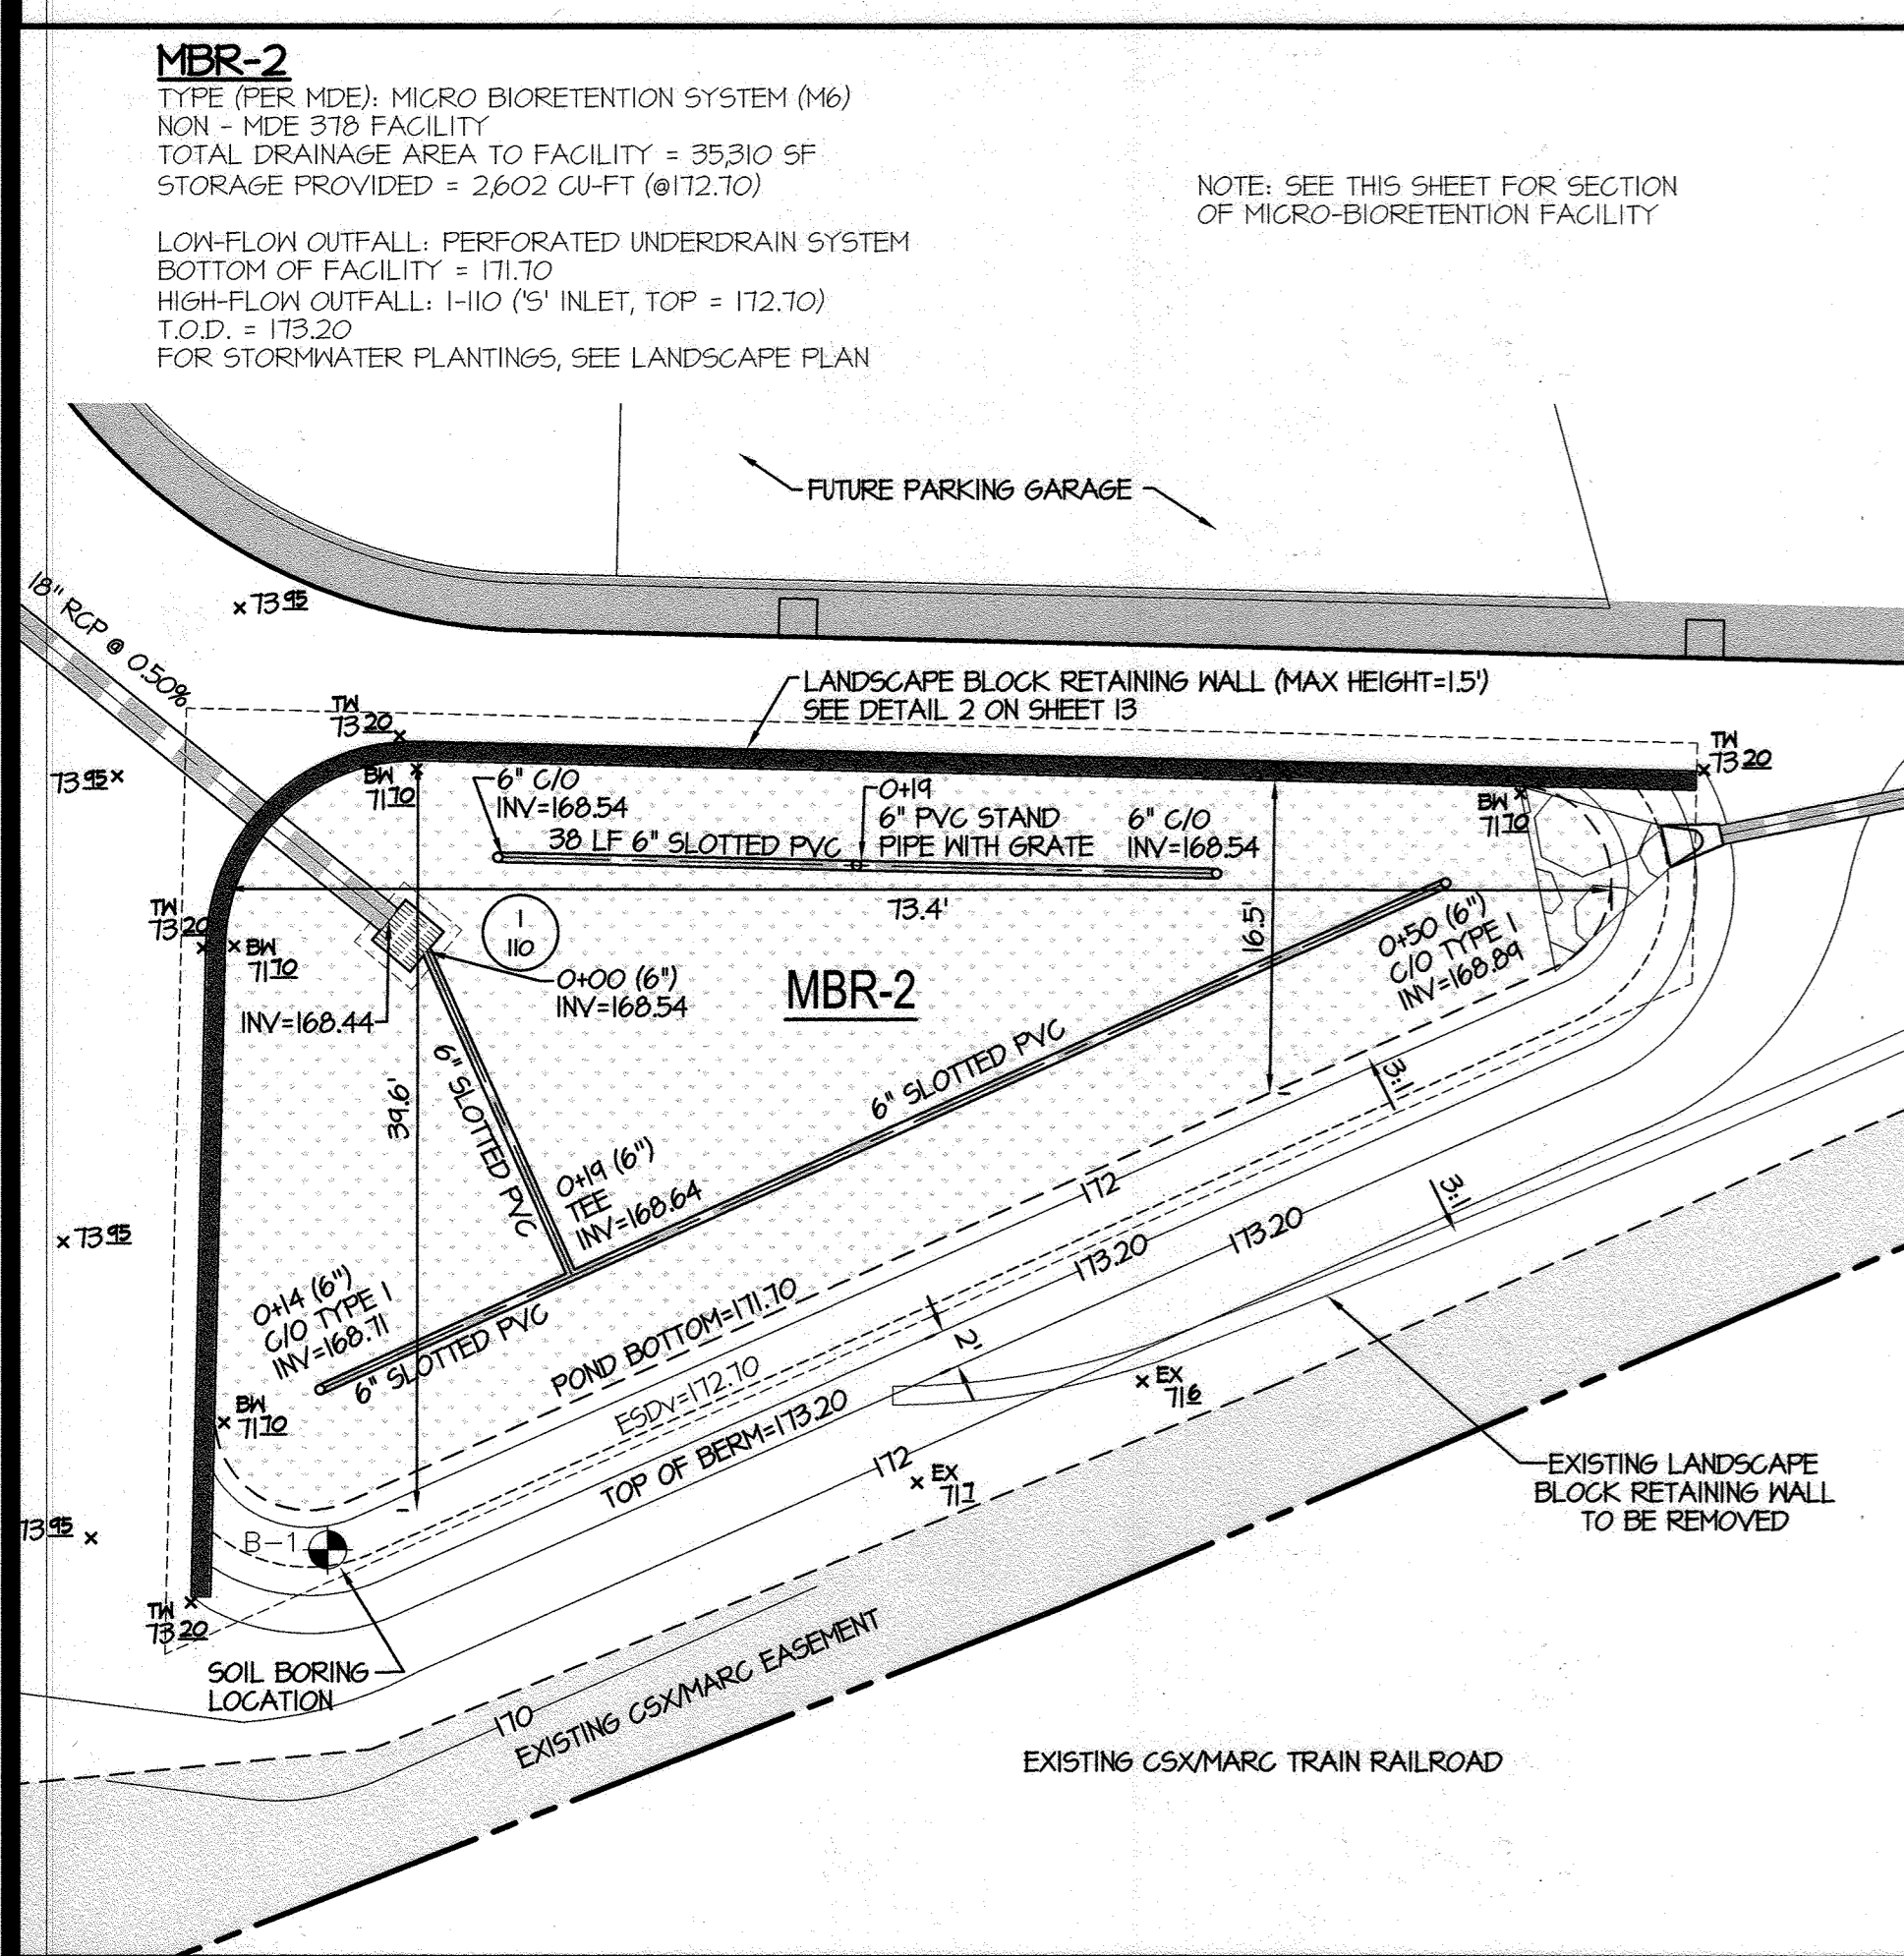 MBR-2
TYPE (PER MDE): MICRO BIORETENTION SYSTEM (M6)
NON - MDE 378 FACILITY
TOTAL DRAINAGE AREA TO FACILITY = 35,310 SF
STORAGE PROVIDED = 2,602 CU-FT (@172.70)
LOW-FLOW OUTFALL: PERFORATED UNDERDRAIN SYSTEM
BOTTOM OF FACILITY = 171.70
HIGH-FLOW OUTFALL: I-110 ('S' INLET, TOP = 172.70)
T.O.D. = 173.20
FOR STORMWATER PLANTINGS, SEE LANDSCAPE PLAN
NOTE: SEE THIS SHEET FOR SECTION
OF MICRO-BIORETENTION FACILITY
FUTURE PARKING GARAGE
18" RCP @ 0.50%
x 73 95
LANDSCAPE BLOCK RETAINING WALL (MAX HEIGHT=1.5')
SEE DETAIL 2 ON SHEET 13
TW
73 20
TW
73 20
73 95 x
BW
71 70
6" C/O
INV=168.54
38 LF 6" SLOTTED PVC
0+19
6" PVC STAND
PIPE WITH GRATE
6" C/O
INV=168.54
BW
71 70
73.4'
16.5'
TW
73 20
x BW
71 70
I
110
0+00 (6")
INV=168.54
INV=168.44
MBR-2
0+50 (6")
C/O TYPE I
INV=168.89
39.6'
6" SLOTTED PVC
6" SLOTTED PVC
3:1
0+19 (6")
TEE
INV=168.64
172
3:1
x 73 95
173.20
173.20
0+14 (6")
C/O TYPE I
INV=168.71
6" SLOTTED PVC
POND BOTTOM=171.70
2'
ESDv=172.70
TOP OF BERM=173.20
BW
x 71 70
x EX
71 6
172
x EX
71 1
EXISTING LANDSCAPE
BLOCK RETAINING WALL
TO BE REMOVED
73 95 x
B-1
TW
73 20
SOIL BORING
LOCATION
170
EXISTING CSX/MARC EASEMENT
EXISTING CSX/MARC TRAIN RAILROAD